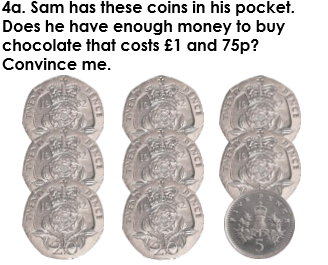 4a. Sam has these coins in his pocket.
Does he have enough money to buy
chocolate that costs £1 and 75p?
Convince me.
5